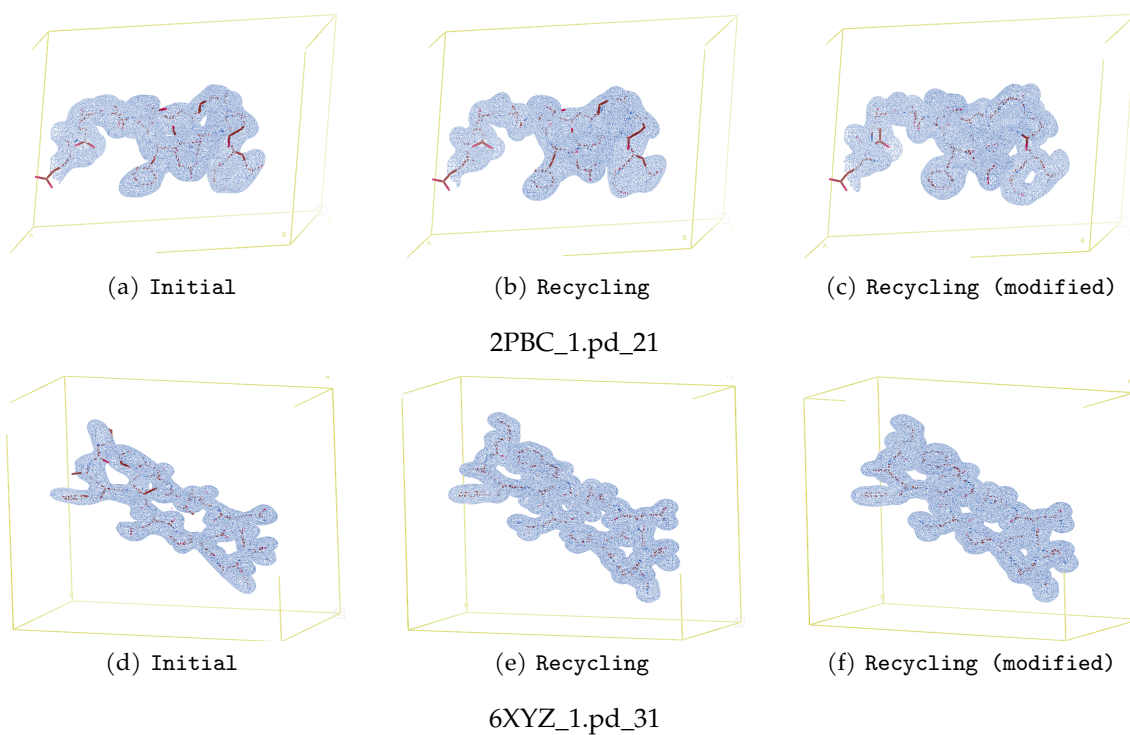 A
B
A
B
A
B
(a) Initial
(b) Recycling
(c) Recycling (modified)
2PBC_1.pd_21
(d) Initial
(e) Recycling
(f) Recycling (modified)
6XYZ_1.pd_31